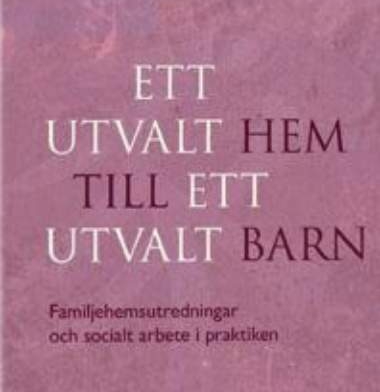 ETT
UTVALT HEM
TILL ETT
UTVALT BARN
Familjehemsutredningar
och socialt arbete i praktiken